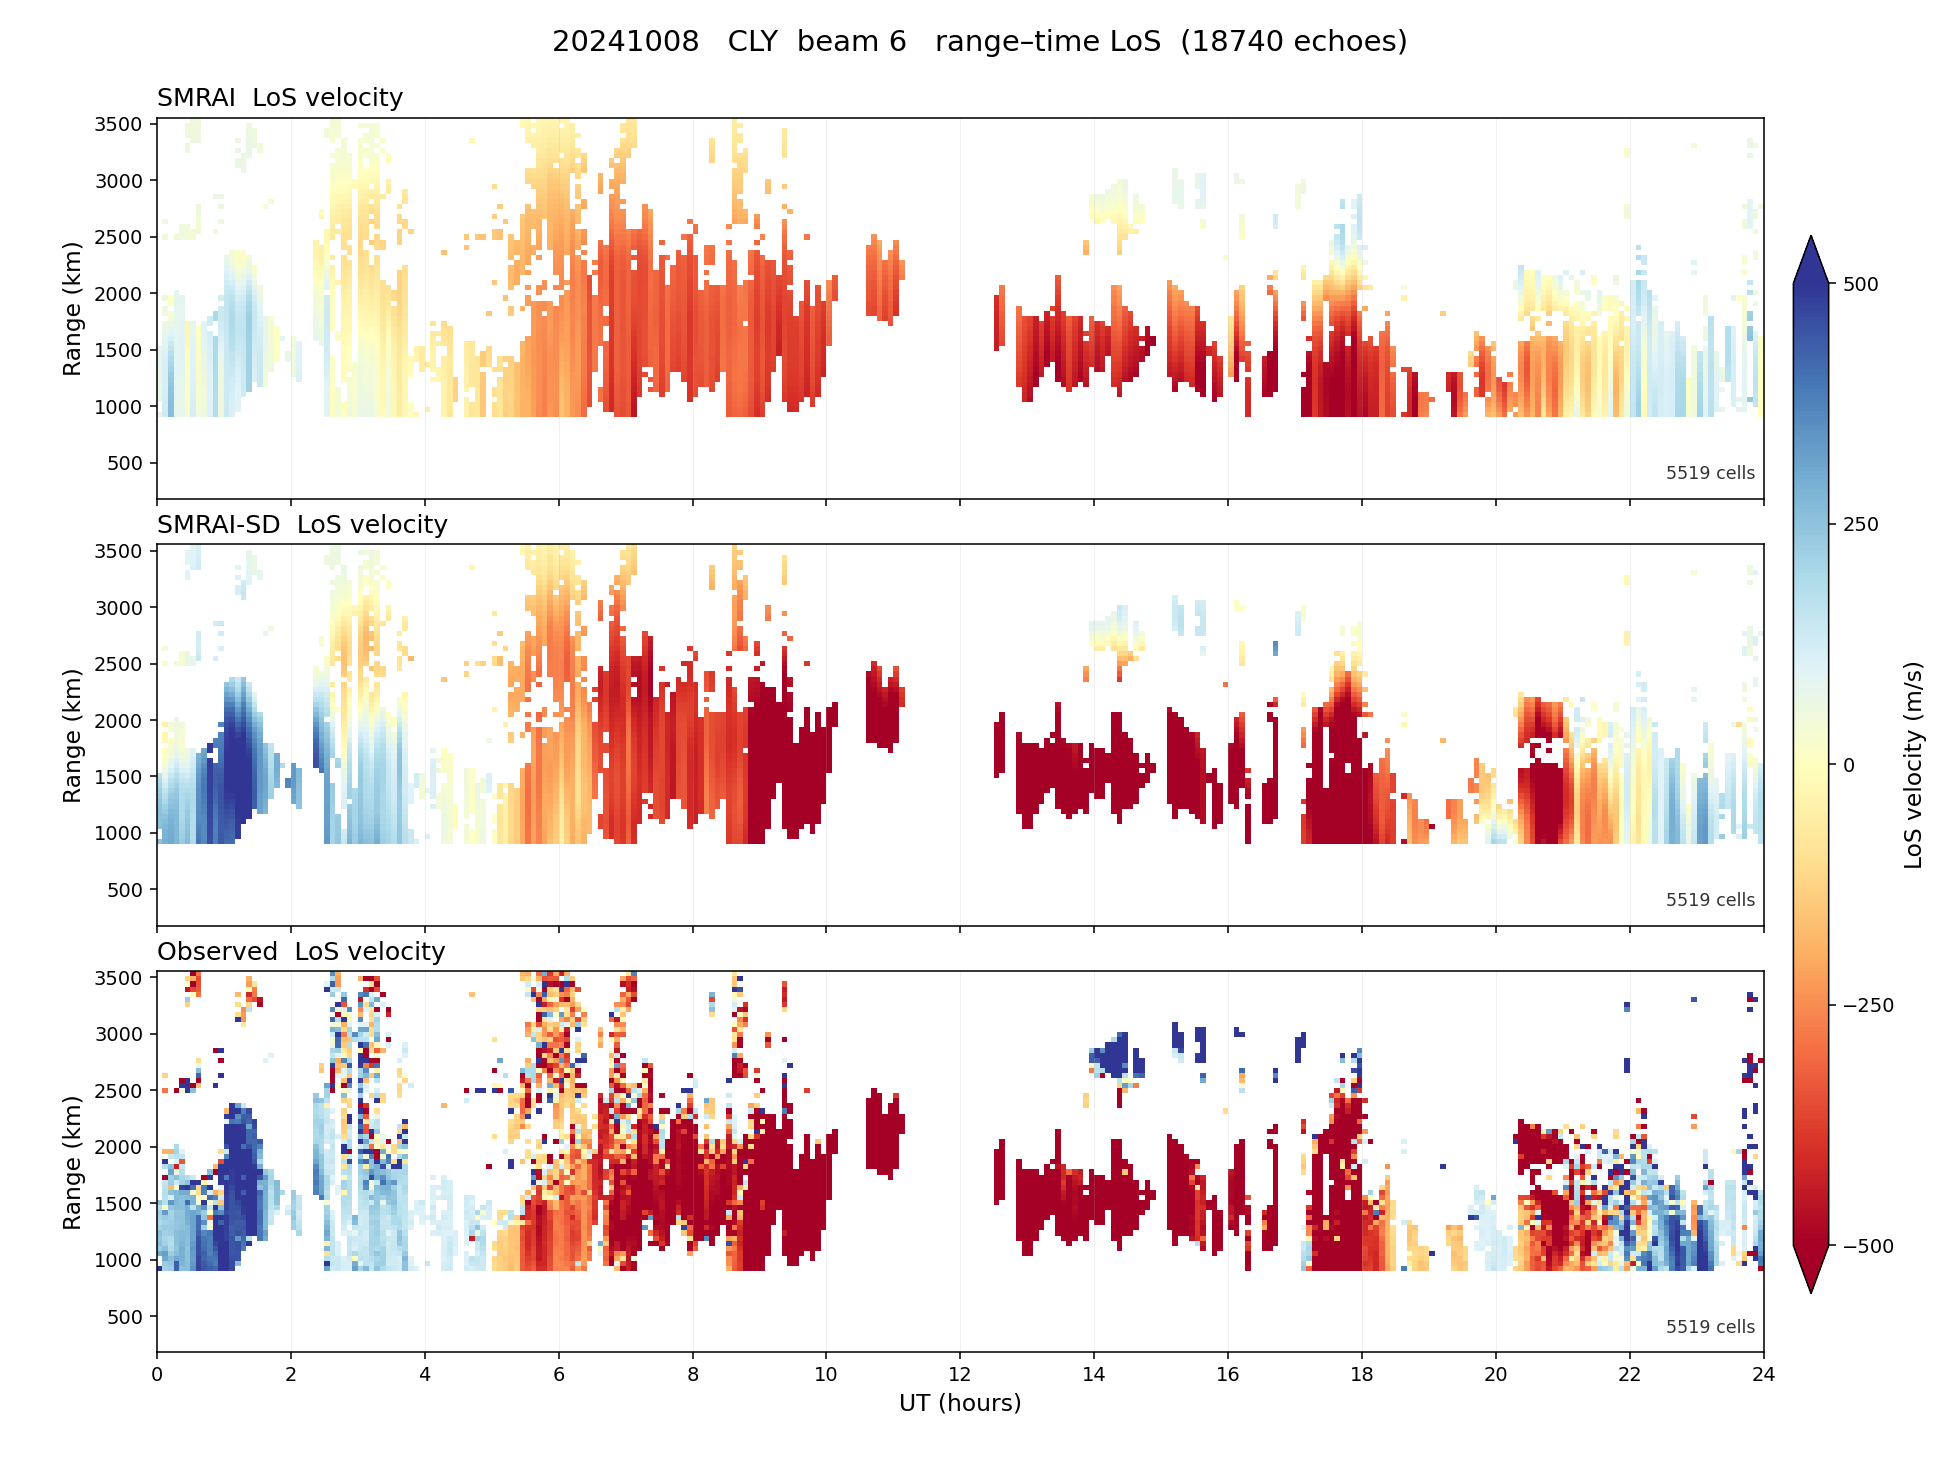 20241008   CLY  beam 6   range–time LoS  (18740 echoes)
SMRAI  LoS velocity
3500
3000
2500
2000
1500
1000
500
Range (km)
5519 cells
SMRAI-SD  LoS velocity
3500
3000
2500
2000
1500
1000
500
Range (km)
5519 cells
Observed  LoS velocity
3500
3000
2500
2000
1500
1000
500
Range (km)
5519 cells
0 2 4 6 8 10 12 14 16 18 20 22 24
UT (hours)
500
250
0
−250
−500
LoS velocity (m/s)